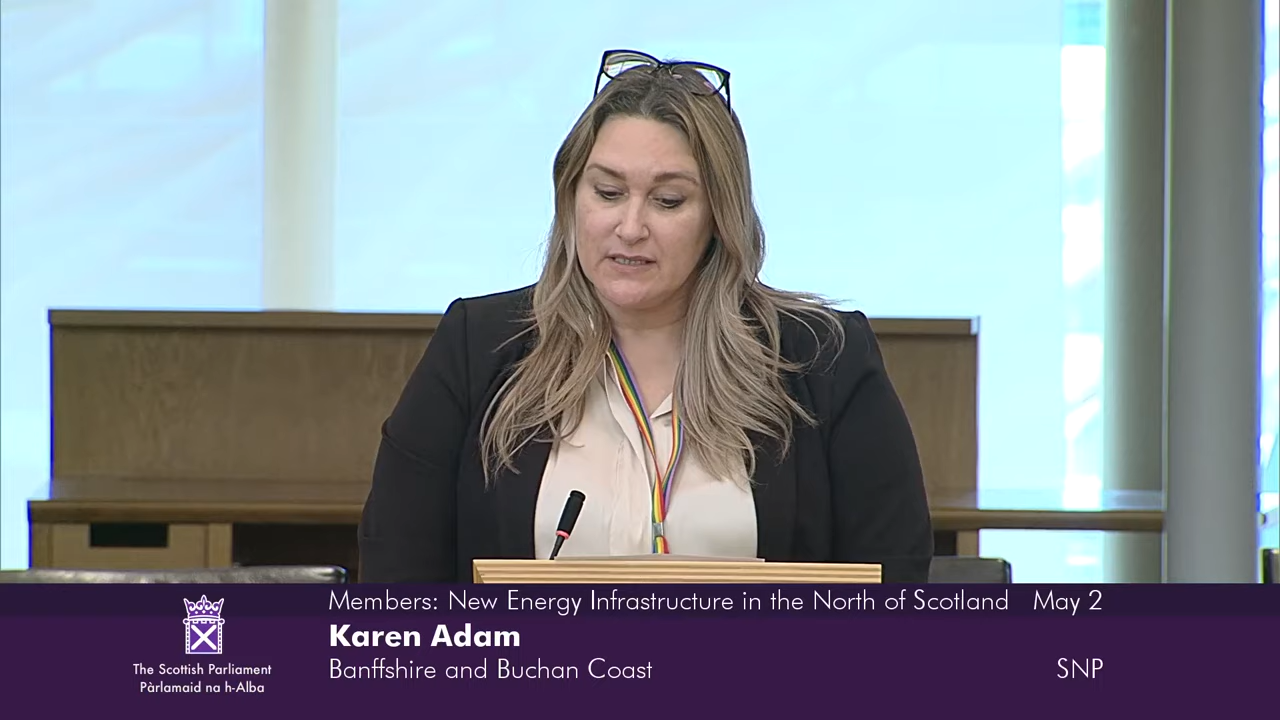 Members: New Energy Infrastructure in the North of Scotland May 2
Karen Adam
Banffshire and Buchan Coast SNP
The Scottish Parliament
Pàrlamaid na h-Alba